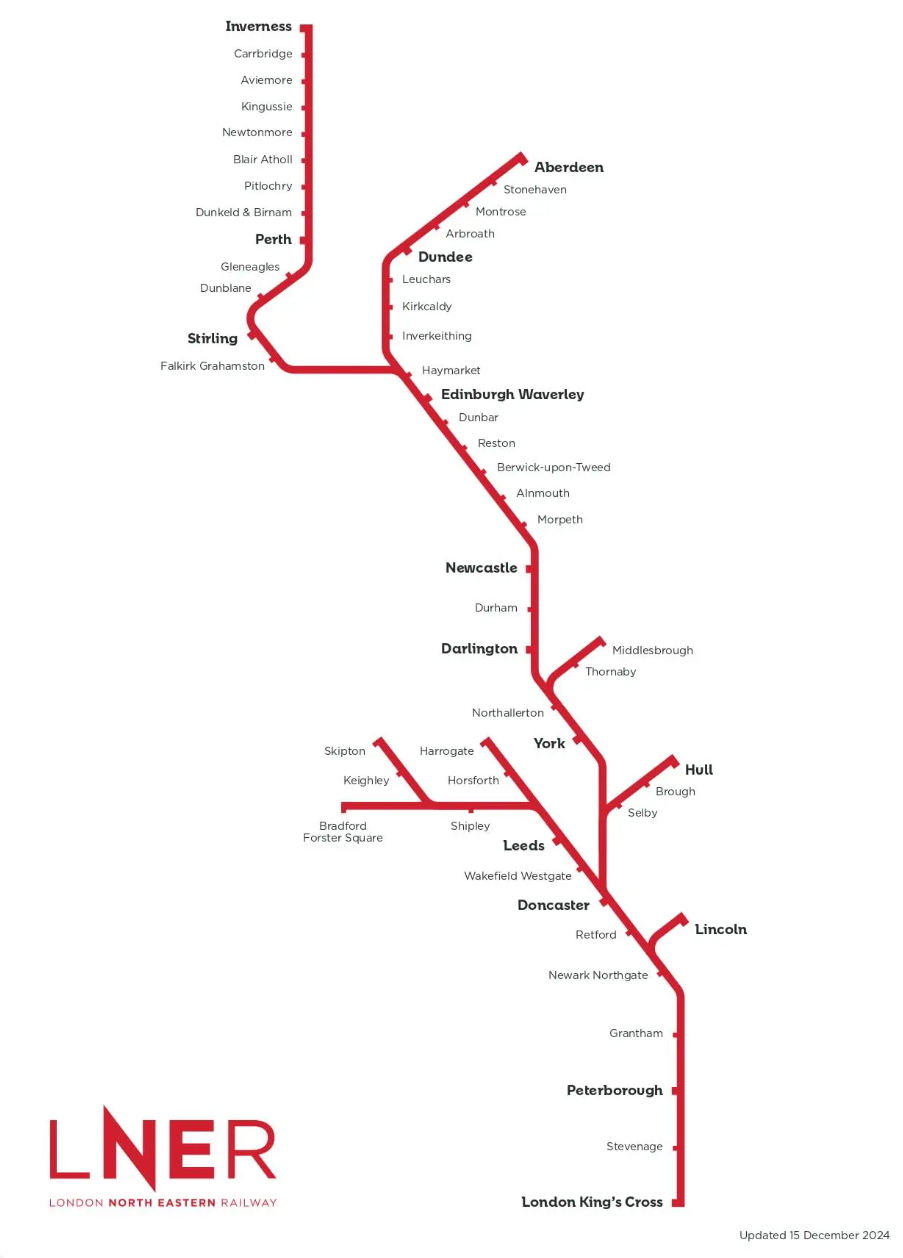 Inverness
Carrbridge
Aviemore
Kingussie
Newtonmore
Blair Atholl
Pitlochry
Dunkeld & Birnam
Perth
Gleneagles
Dunblane
Stirling
Falkirk Grahamston
Aberdeen
Stonehaven
Montrose
Arbroath
Dundee
Leuchars
Kirkcaldy
Inverkeithing
Haymarket
Edinburgh Waverley
Dunbar
Reston
Berwick-upon-Tweed
Alnmouth
Morpeth
Newcastle
Durham
Darlington
Middlesbrough
Thornaby
Northallerton
York
Skipton
Keighley
Bradford
Forster Square
Shipley
Harrogate
Horsforth
Leeds
Wakefield Westgate
Hull
Brough
Selby
Doncaster
Retford
Lincoln
Newark Northgate
Grantham
Peterborough
Stevenage
London King's Cross
LNER
LONDON NORTH EASTERN RAILWAY
Updated 15 December 2024